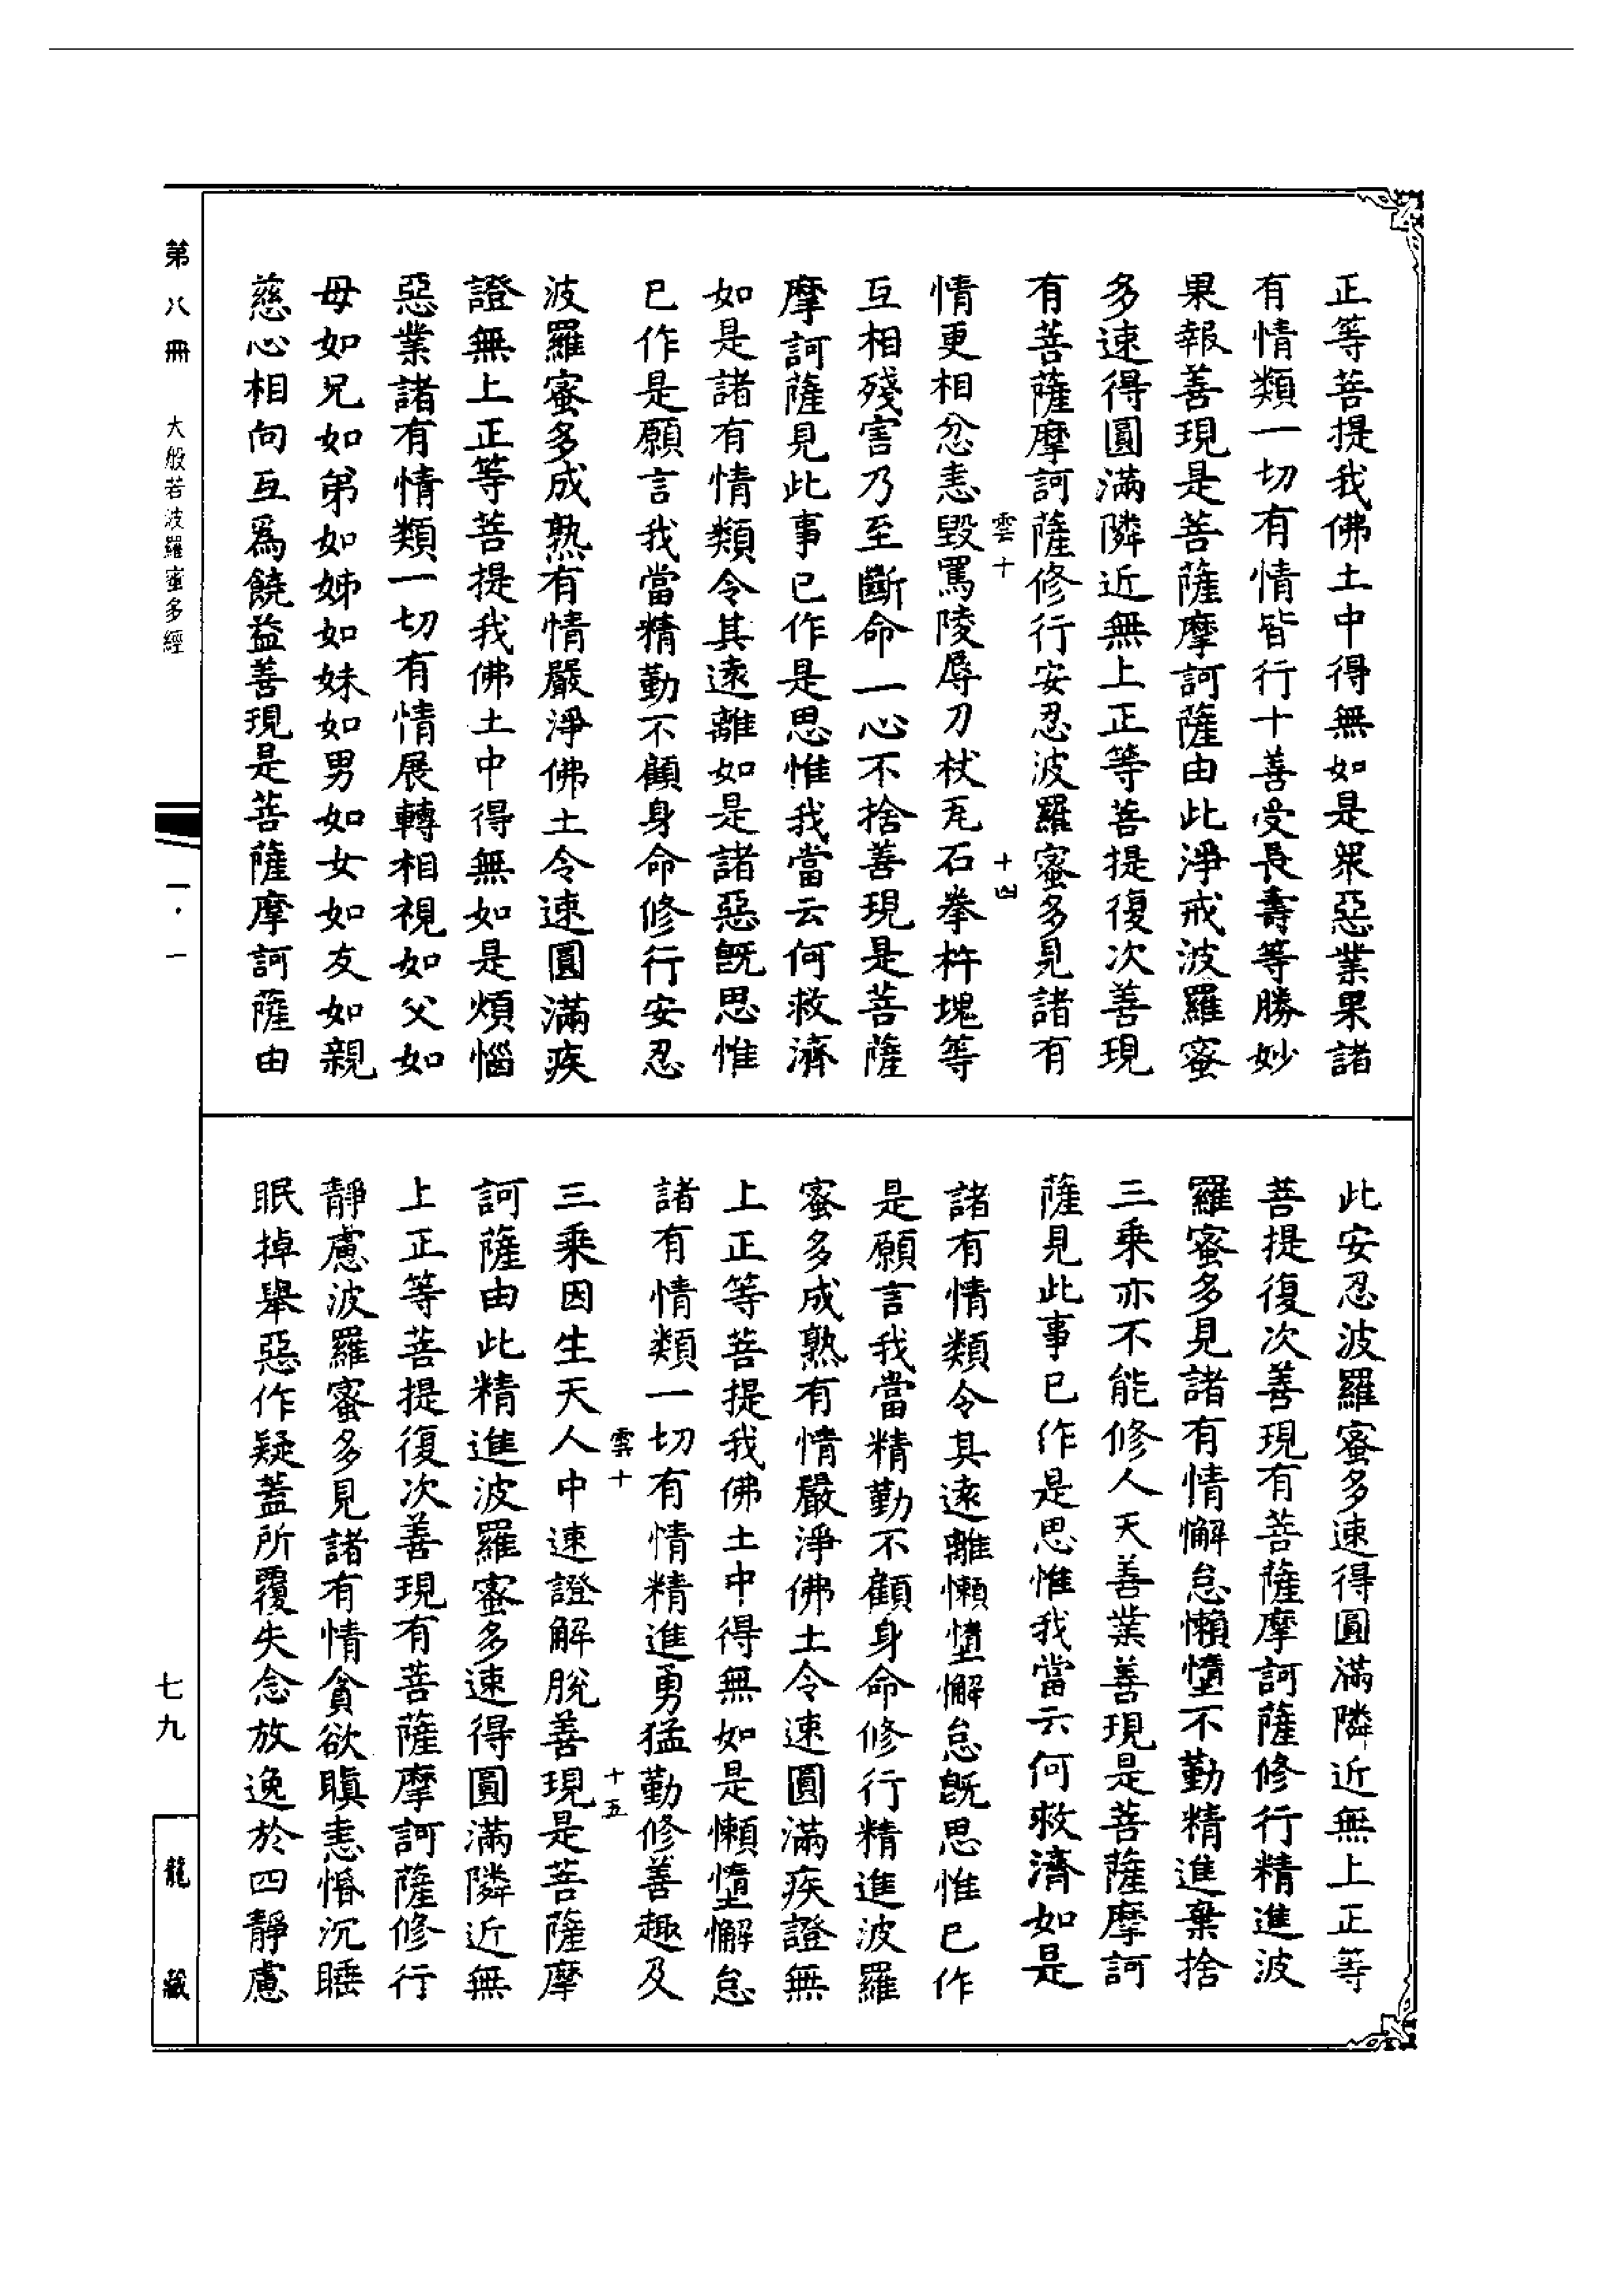 正等菩提我佛土中得無如是眾惡業果諸
有情類一切有情皆行十善受長壽等勝妙
果報善現是菩薩摩訶薩由此淨戒波羅蜜
多速得圓滿隣近無上正等菩提復次善現
有菩薩摩訶薩修行安忍波羅蜜多見諸有
雲十
十四
情更相忿恚毀罵陵辱刀杖瓦石拳杵塊等
互相殘害乃至斷命一心不捨善現是菩薩
摩訶薩見此事已作是思惟我當云何救濟
如是諸有情類令其遠離如是諸惡既思惟
已作是願言我當精勤不顧身命修行安忍
波羅蜜多成熟有情嚴淨佛土令速圓滿疾
證無上正等菩提我佛土中得無如是煩惱
惡業諸有情類一切有情展轉相視如父如
母如兄如弟如姊如妹如男如女如友如親
慈心相向互為饒益善現是菩薩摩訶薩由
此安忍波羅蜜多速得圓滿隣近無上正等
菩提復次善現有菩薩摩訶薩修行精進波
羅蜜多見諸有情懈怠懶墮不勤精進棄捨
三乘亦不能修人天善業善現是菩薩摩訶
薩見此事已作是思惟我當云何救濟如是
諸有情類令其遠離懶墮懈怠既思惟已作
是願言我當精勤不顧身命修行精進波羅
蜜多成熟有情嚴淨佛土令速圓滿疾證無
上正等菩提我佛土中得無如是懶墮懈怠
諸有情類一切有情精進勇猛勤修善趣及
雲十
十五
三乘因生天人中速證解脫善現是菩薩摩
訶薩由此精進波羅蜜多速得圓滿隣近無
上正等菩提復次善現有菩薩摩訶薩修行
靜慮波羅蜜多見諸有情貪欲瞋恚惛沉睡
眠掉舉惡作疑蓋所覆失念放逸於四靜慮
第八冊
大般若波羅蜜多經
一·一
七九
龍藏